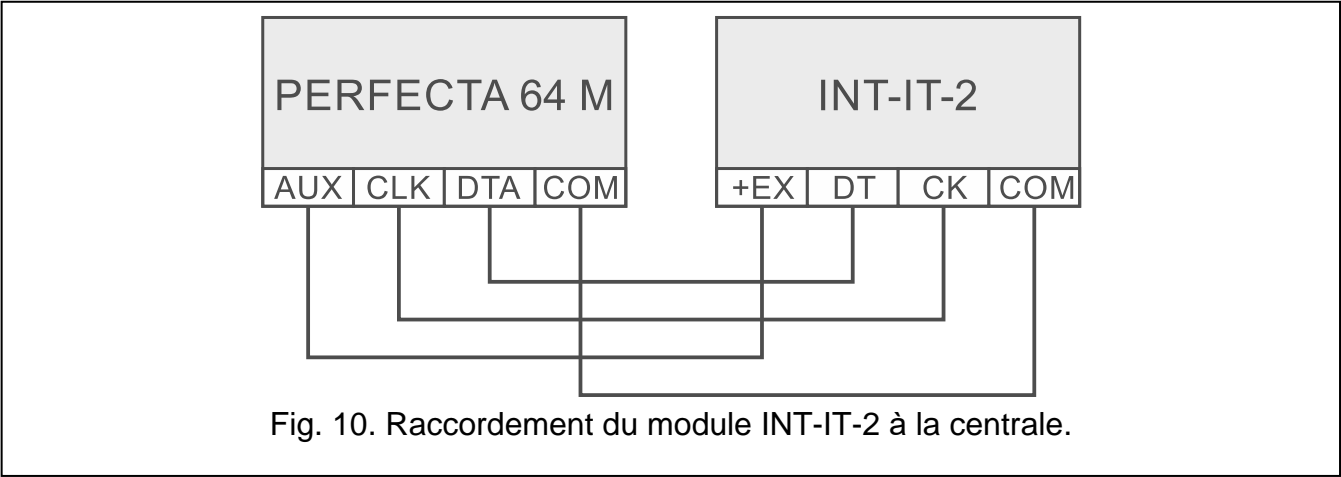 PERFECTA 64 M INT-IT-2
AUX CLK DTA COM +EX DT CK COM
Fig. 10. Raccordement du module INT-IT-2 à la centrale.